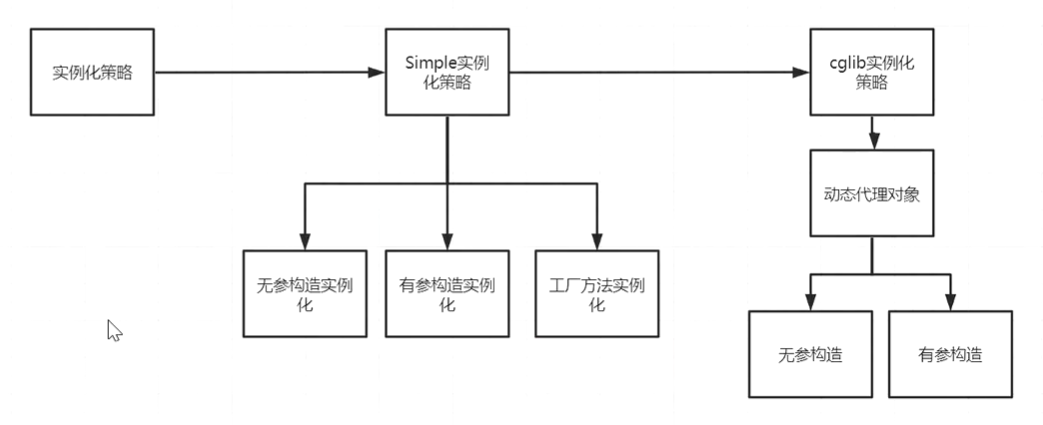 实例化策略
Simple实例
化策略
cglib实例化
策略
动态代理对象
无参构造实例
化
有参构造实例
化
工厂方法实例
化
无参构造
有参构造